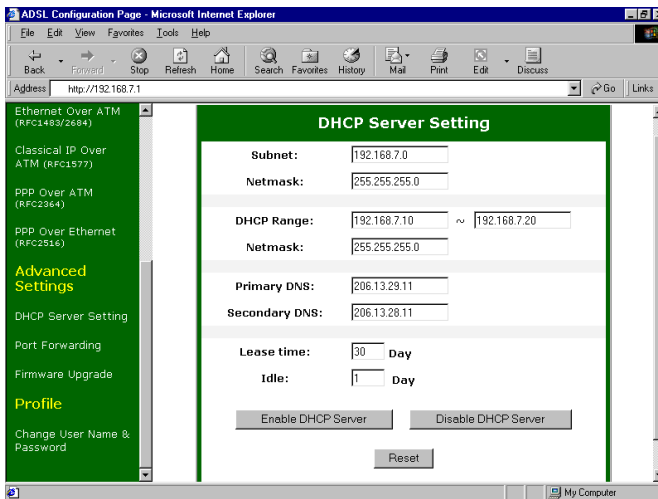 ADSL Configuration Page - Microsoft Internet Explorer
File Edit View Favorites Tools Help
Back Forward Stop Refresh Home Search Favorites History Mail Print Edit Discuss
Address http://192.168.7.1 Go Links
Ethernet Over ATM
(RFC1483/2684)
Classical IP Over
ATM (RFC1577)
PPP Over ATM
(RFC2364)
PPP Over Ethernet
(RFC2516)
Advanced
Settings
DHCP Server Setting
Port Forwarding
Firmware Upgrade
Profile
Change User Name &
Password
DHCP Server Setting
Subnet: 192.168.7.0
Netmask: 255.255.255.0
DHCP Range: 192.168.7.10 ~ 192.168.7.20
Netmask: 255.255.255.0
Primary DNS: 206.13.29.11
Secondary DNS: 206.13.28.11
Lease time: 30 Day
Idle: 1 Day
Enable DHCP Server Disable DHCP Server
Reset
My Computer